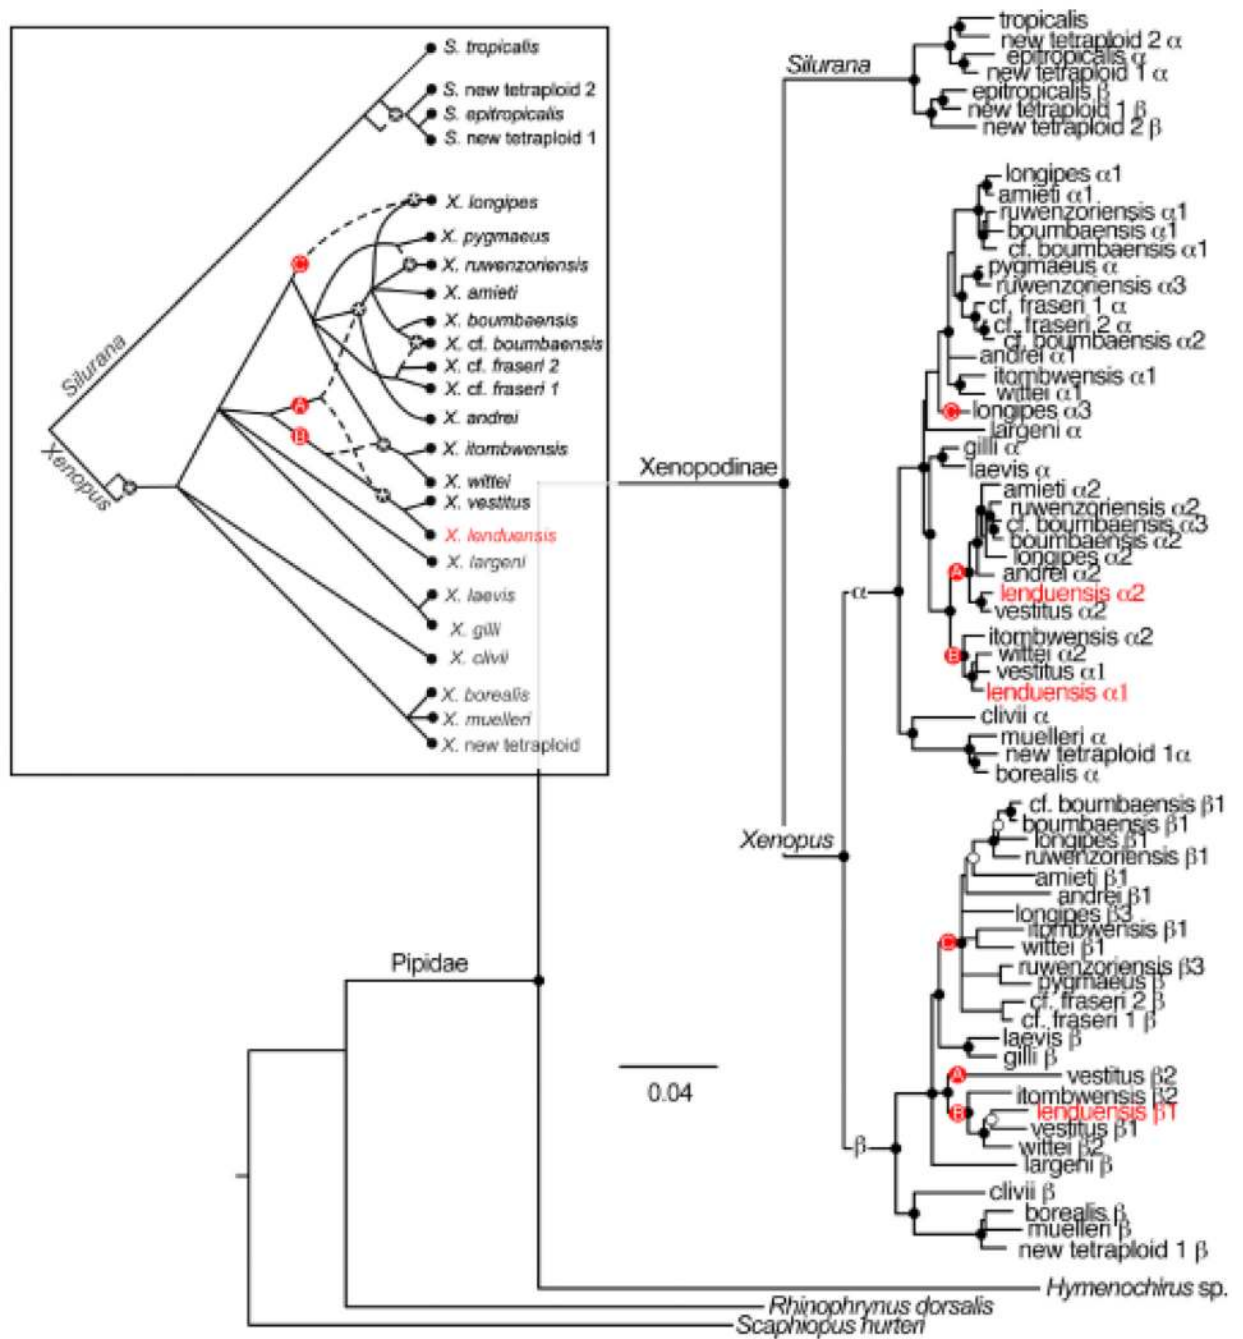 S. tropicalis
S. new tetraploid 2
S. epitropicalis
S. new tetraploid 1
X. longipes
X. pygmaeus
C
X. ruwenzoriensis
X. amieti
X. boumbaensis
X. cf. boumbaensis
X. cf. fraseri 2
X. cf. fraseri 1
A
X. andrei
B
X. itombwensis
X. wittei
X. vestitus
X. lenduensis
X. largeni
X. laevis
X. gilli
X. clivii
X. borealis
X. muelleri
X. new tetraploid
Silurana
Xenopus
Xenopodinae
Pipidae
0.04
Silurana
tropicalis
new tetraploid 2 α
epitropicalis α
new tetraploid 1 α
epitropicalis β
new tetraploid 1 β
new tetraploid 2 β
Xenopus
α
longipes α1
amieti α1
ruwenzoriensis α1
boumbaensis α1
cf. boumbaensis α1
pygmaeus α
ruwenzoriensis α3
cf. fraseri 1 α
cf. fraseri 2 α
cf. boumbaensis α2
andrei α1
itombwensis α1
wittei α1
C longipes α3
largeni α
gilli α
laevis α
amieti α2
ruwenzoriensis α2
cf. boumbaensis α3
boumbaensis α2
longipes α2
A andrei α2
lenduensis α2
vestitus α2
itombwensis α2
B wittei α2
vestitus α1
lenduensis α1
clivii α
muelleri α
new tetraploid 1α
borealis α
β
cf. boumbaensis β1
boumbaensis β1
longipes β1
ruwenzoriensis β1
amieti β1
andrei β1
longipes β3
itombwensis β1
C wittei β1
ruwenzoriensis β3
pygmaeus β
cf. fraseri 2 β
cf. fraseri 1 β
laevis β
gilli β
A vestitus β2
itombwensis β2
B lenduensis β1
vestitus β1
wittei β2
largeni β
clivii β
borealis β
muelleri β
new tetraploid 1 β
Hymenochirus sp.
Rhinophrynus dorsalis
Scaphiopus hurteri